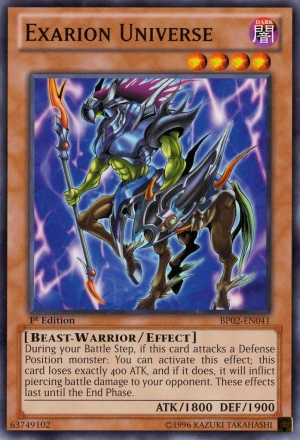 EXARION UNIVERSE
DARK
闇
BP02-EN041
1st Edition
[BEAST-WARRIOR/EFFECT]
During your Battle Step, if this card attacks a Defense
Position monster: You can activate this effect; this
card loses exactly 400 ATK, and if it does, it will inflict
piercing battle damage to your opponent. These effects
last until the End Phase.
ATK/1800 DEF/1900
63749102
©1996 KAZUKI TAKAHASHI